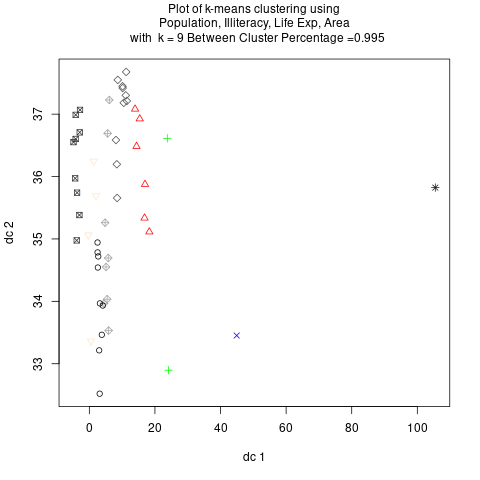 Plot of k-means clustering using
Population, Illiteracy, Life Exp, Area
with  k = 9 Between Cluster Percentage =0.995
37
36
35
34
33
dc 2
0
20
40
60
80
100
dc 1